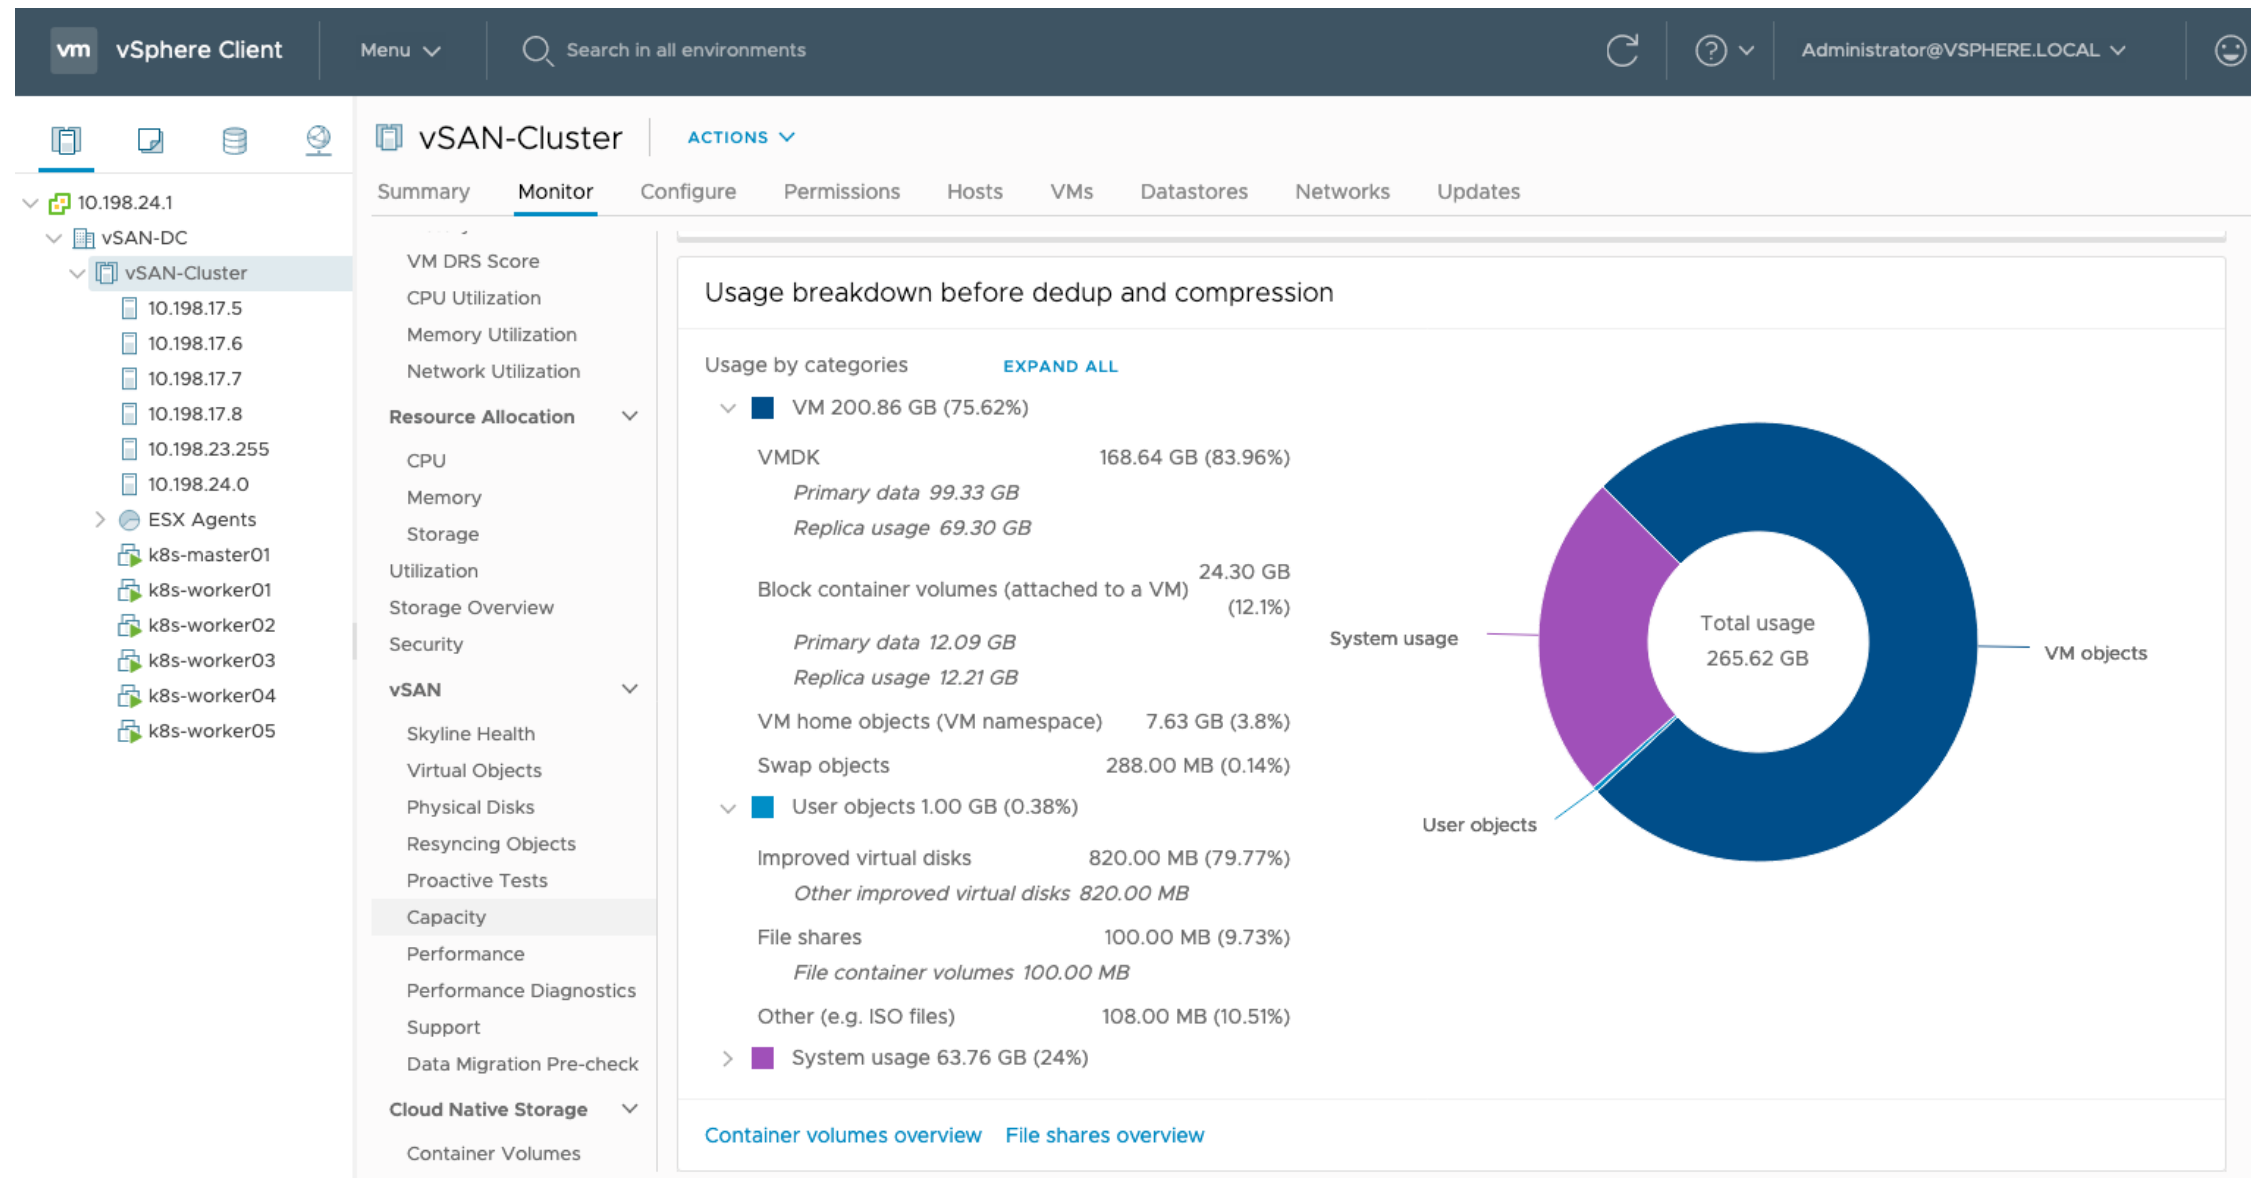 vm vSphere Client Menu Search in all environments Administrator@VSPHERE.LOCAL
10.198.24.1
vSAN-DC
vSAN-Cluster
10.198.17.5
10.198.17.6
10.198.17.7
10.198.17.8
10.198.23.255
10.198.24.0
ESX Agents
k8s-master01
k8s-worker01
k8s-worker02
k8s-worker03
k8s-worker04
k8s-worker05
vSAN-Cluster ACTIONS
Summary Monitor Configure Permissions Hosts VMs Datastores Networks Updates
VM DRS Score
CPU Utilization
Memory Utilization
Network Utilization
Resource Allocation
CPU
Memory
Storage
Utilization
Storage Overview
Security
vSAN
Skyline Health
Virtual Objects
Physical Disks
Resyncing Objects
Proactive Tests
Capacity
Performance
Performance Diagnostics
Support
Data Migration Pre-check
Cloud Native Storage
Container Volumes
Usage breakdown before dedup and compression
Usage by categories EXPAND ALL
VM 200.86 GB (75.62%)
VMDK 168.64 GB (83.96%)
Primary data 99.33 GB
Replica usage 69.30 GB
Block container volumes (attached to a VM) 24.30 GB
(12.1%)
Primary data 12.09 GB
Replica usage 12.21 GB
VM home objects (VM namespace) 7.63 GB (3.8%)
Swap objects 288.00 MB (0.14%)
User objects 1.00 GB (0.38%)
Improved virtual disks 820.00 MB (79.77%)
Other improved virtual disks 820.00 MB
File shares 100.00 MB (9.73%)
File container volumes 100.00 MB
Other (e.g. ISO files) 108.00 MB (10.51%)
System usage 63.76 GB (24%)
Total usage
265.62 GB
System usage
VM objects
User objects
Container volumes overview File shares overview